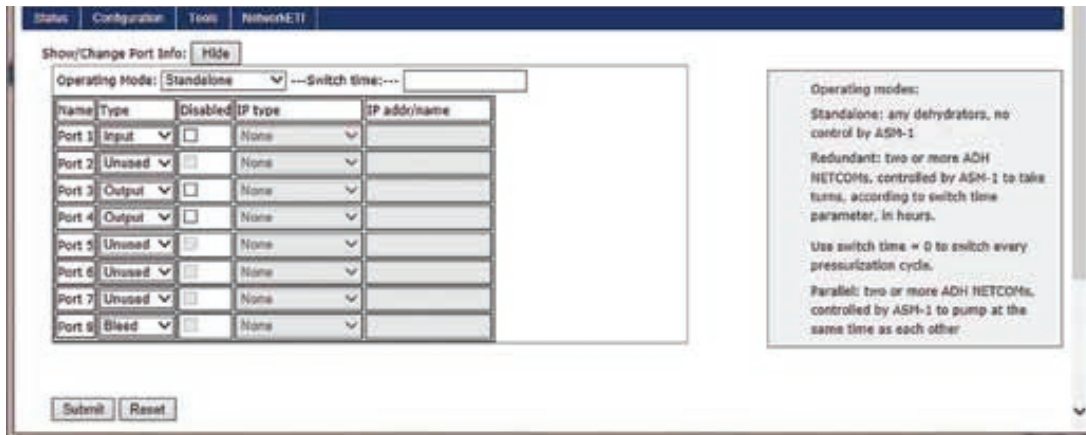 Status Configuration Tools NetworkETI
Show/Change Port Info: Hide
Operating Mode: Standalone ---Switch time:---
Name Type Disabled IP type IP addr/name
Port 1 Input None
Port 2 Unused None
Port 3 Output None
Port 4 Output None
Port 5 Unused None
Port 6 Unused None
Port 7 Unused None
Port 8 Bleed None
Submit Reset
Operating modes:
Standalone: any dehydrators, no
control by ASM-1
Redundant: two or more ADH
NETCOMs, controlled by ASM-1 to take
turns, according to switch time
parameter, in hours.
Use switch time = 0 to switch every
pressurization cycle.
Parallel: two or more ADH NETCOMs,
controlled by ASM-1 to pump at the
same time as each other